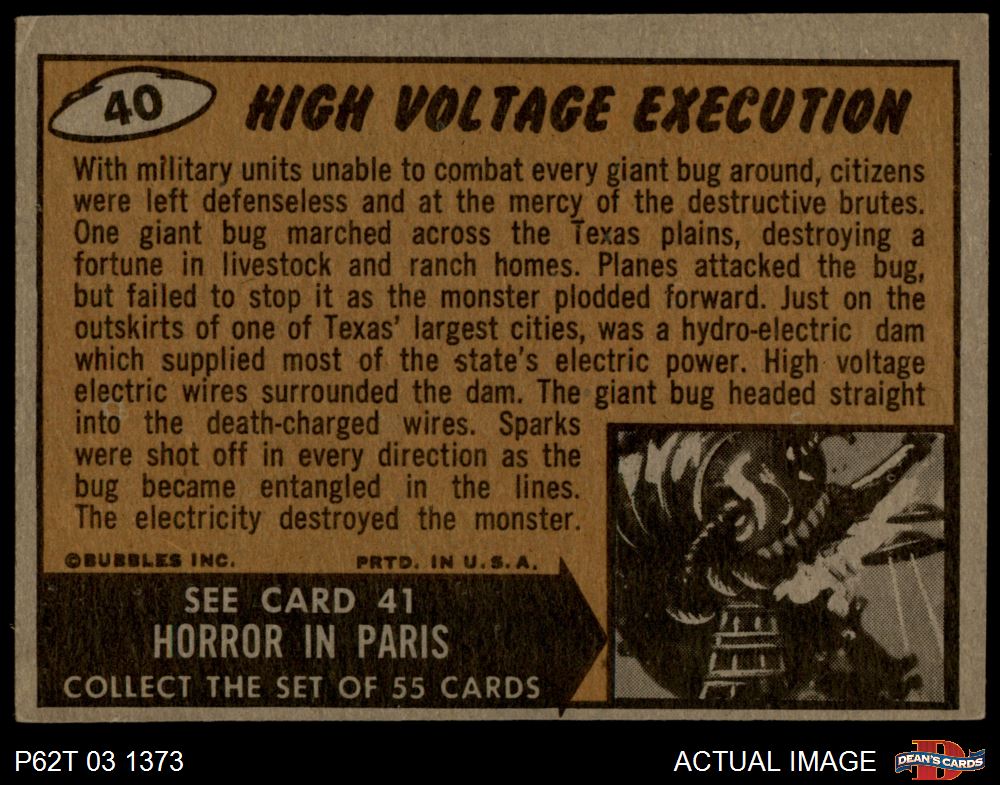 40
HIGH VOLTAGE EXECUTION
With military units unable to combat every giant bug around, citizens
were left defenseless and at the mercy of the destructive brutes.
One giant bug marched across the Texas plains, destroying a
fortune in livestock and ranch homes. Planes attacked the bug,
but failed to stop it as the monster plodded forward. Just on the
outskirts of one of Texas' largest cities, was a hydro-electric dam
which supplied most of the state's electric power. High voltage
electric wires surrounded the dam. The giant bug headed straight
into the death-charged wires. Sparks
were shot off in every direction as the
bug became entangled in the lines.
The electricity destroyed the monster.
©BUBBLES INC. PRTD. IN U.S.A.
SEE CARD 41
HORROR IN PARIS
COLLECT THE SET OF 55 CARDS
P62T 03 1373
ACTUAL IMAGE
D
DEAN'S CARDS